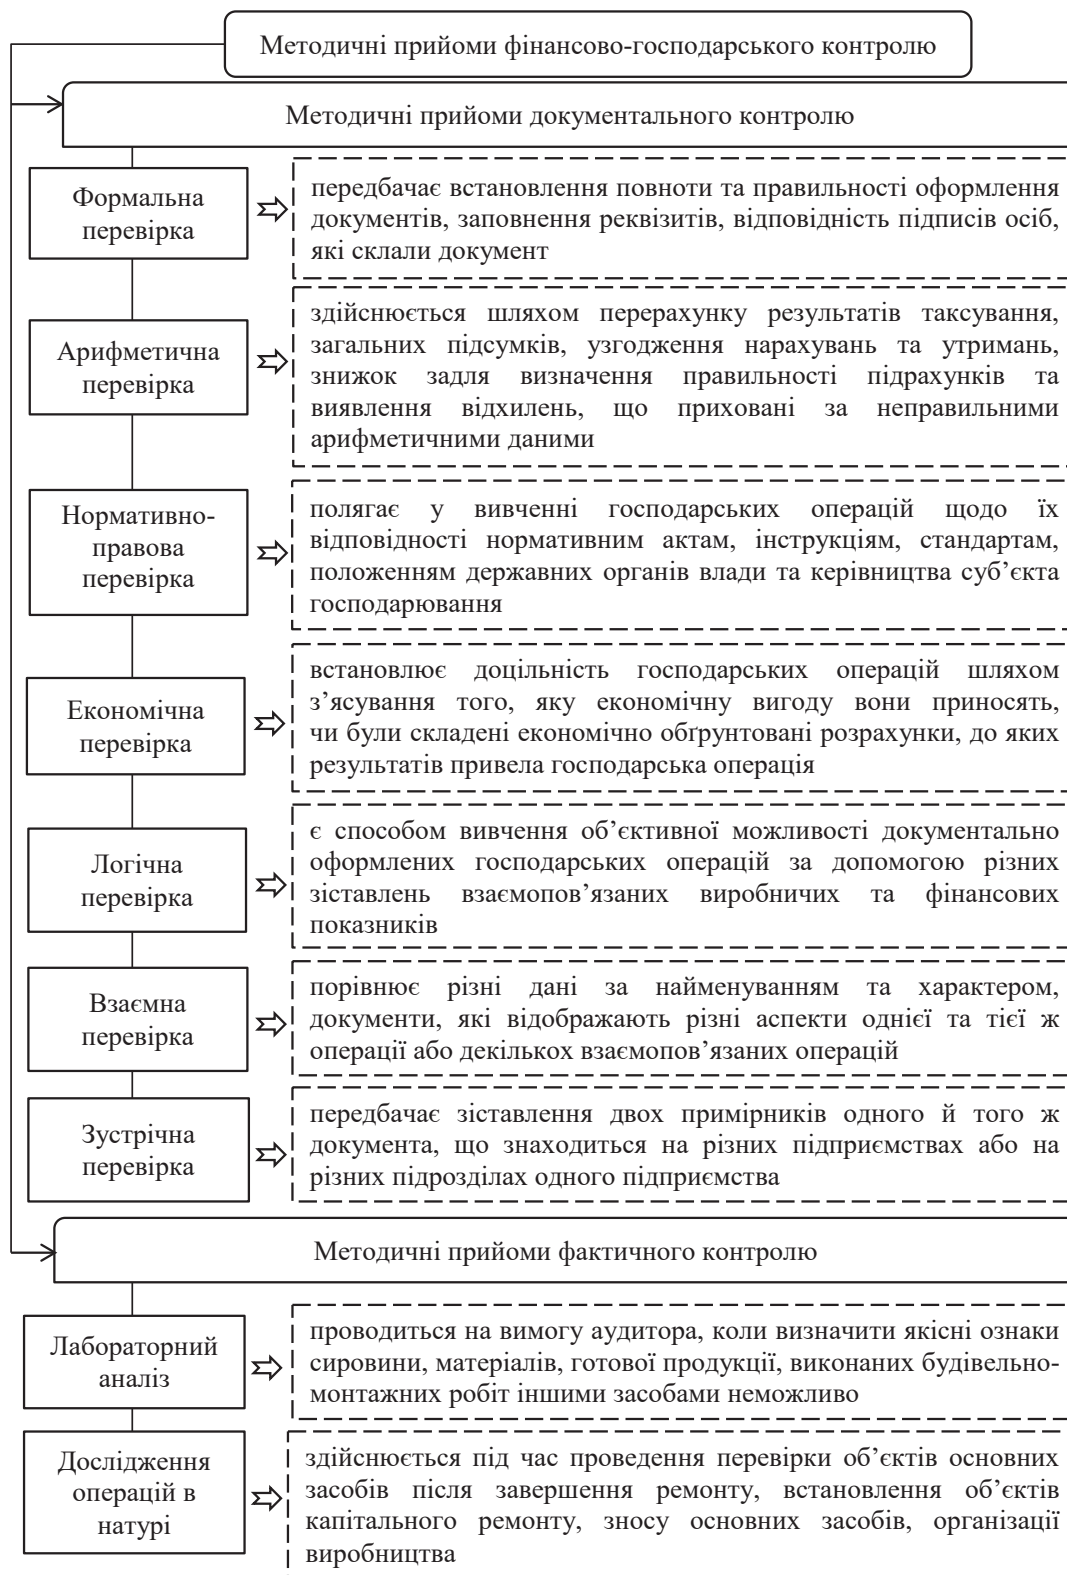 Методичні прийоми фінансово-господарського контролю
Методичні прийоми документального контролю
Формальна
перевірка
передбачає встановлення повноти та правильності оформлення
документів, заповнення реквізитів, відповідність підписів осіб,
які склали документ
Арифметична
перевірка
здійснюється шляхом перерахунку результатів таксування,
загальних підсумків, узгодження нарахувань та утримань,
знижок задля визначення правильності підрахунків та
виявлення відхилень, що приховані за неправильними
арифметичними даними
Нормативно-
правова
перевірка
полягає у вивченні господарських операцій щодо їх
відповідності нормативним актам, інструкціям, стандартам,
положенням державних органів влади та керівництва суб’єкта
господарювання
Економічна
перевірка
встановлює доцільність господарських операцій шляхом
з’ясування того, яку економічну вигоду вони приносять,
чи були складені економічно обґрунтовані розрахунки, до яких
результатів привела господарська операція
Логічна
перевірка
є способом вивчення об’єктивної можливості документально
оформлених господарських операцій за допомогою різних
зіставлень взаємопов’язаних виробничих та фінансових
показників
Взаємна
перевірка
порівнює різні дані за найменуванням та характером,
документи, які відображають різні аспекти однієї та тієї ж
операції або декількох взаємопов’язаних операцій
Зустрічна
перевірка
передбачає зіставлення двох примірників одного й того ж
документа, що знаходиться на різних підприємствах або на
різних підрозділах одного підприємства
Методичні прийоми фактичного контролю
Лабораторний
аналіз
проводиться на вимогу аудитора, коли визначити якісні ознаки
сировини, матеріалів, готової продукції, виконаних будівельно-
монтажних робіт іншими засобами неможливо
Дослідження
операцій в
натурі
здійснюється під час проведення перевірки об’єктів основних
засобів після завершення ремонту, встановлення об’єктів
капітального ремонту, зносу основних засобів, організації
виробництва